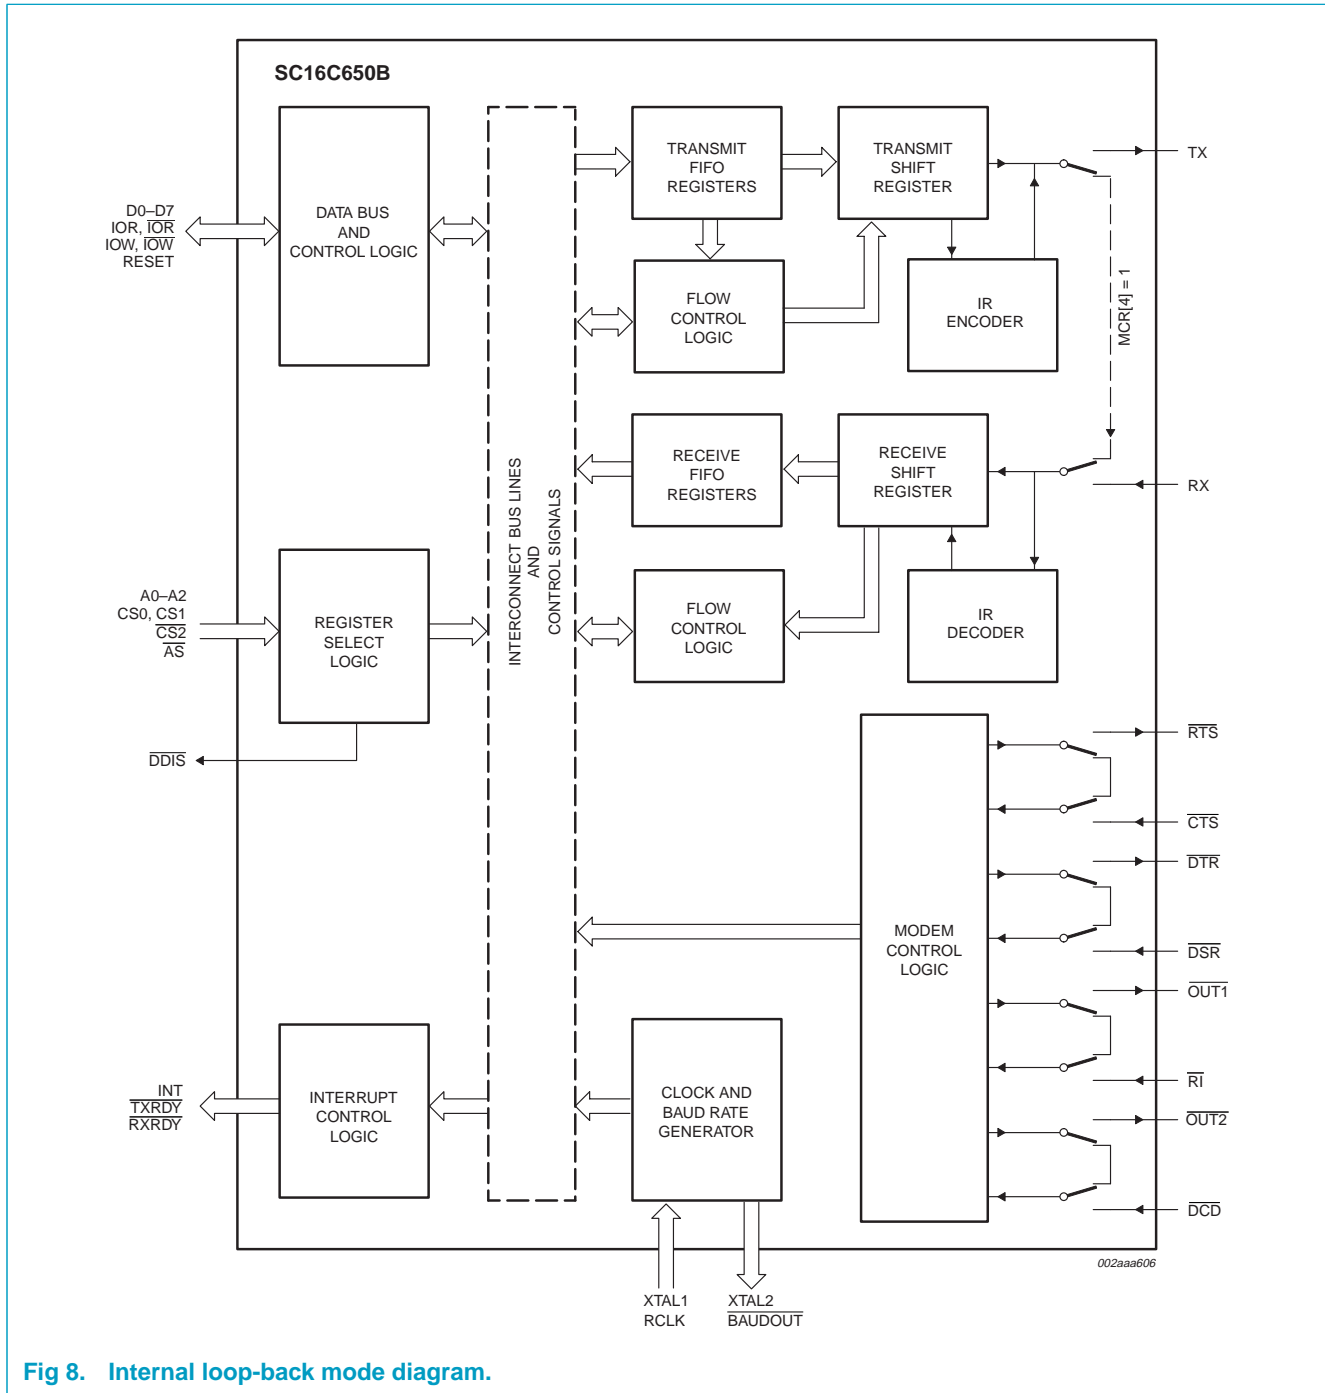 SC16C650B
DATA BUS
AND
CONTROL LOGIC
D0–D7
IOR, IOR
IOW, IOW
RESET
TRANSMIT
FIFO
REGISTERS
TRANSMIT
SHIFT
REGISTER
TX
FLOW
CONTROL
LOGIC
IR
ENCODER
MCR[4] = 1
INTERCONNECT BUS LINES
AND
CONTROL SIGNALS
RECEIVE
FIFO
REGISTERS
RECEIVE
SHIFT
REGISTER
RX
FLOW
CONTROL
LOGIC
IR
DECODER
A0–A2
CS0, CS1
CS2
AS
REGISTER
SELECT
LOGIC
DDIS
MODEM
CONTROL
LOGIC
RTS
CTS
DTR
DSR
OUT1
RI
OUT2
DCD
INT
TXRDY
RXRDY
INTERRUPT
CONTROL
LOGIC
CLOCK AND
BAUD RATE
GENERATOR
XTAL1
RCLK
XTAL2
BAUDOUT
002aaa606
Fig 8. Internal loop-back mode diagram.